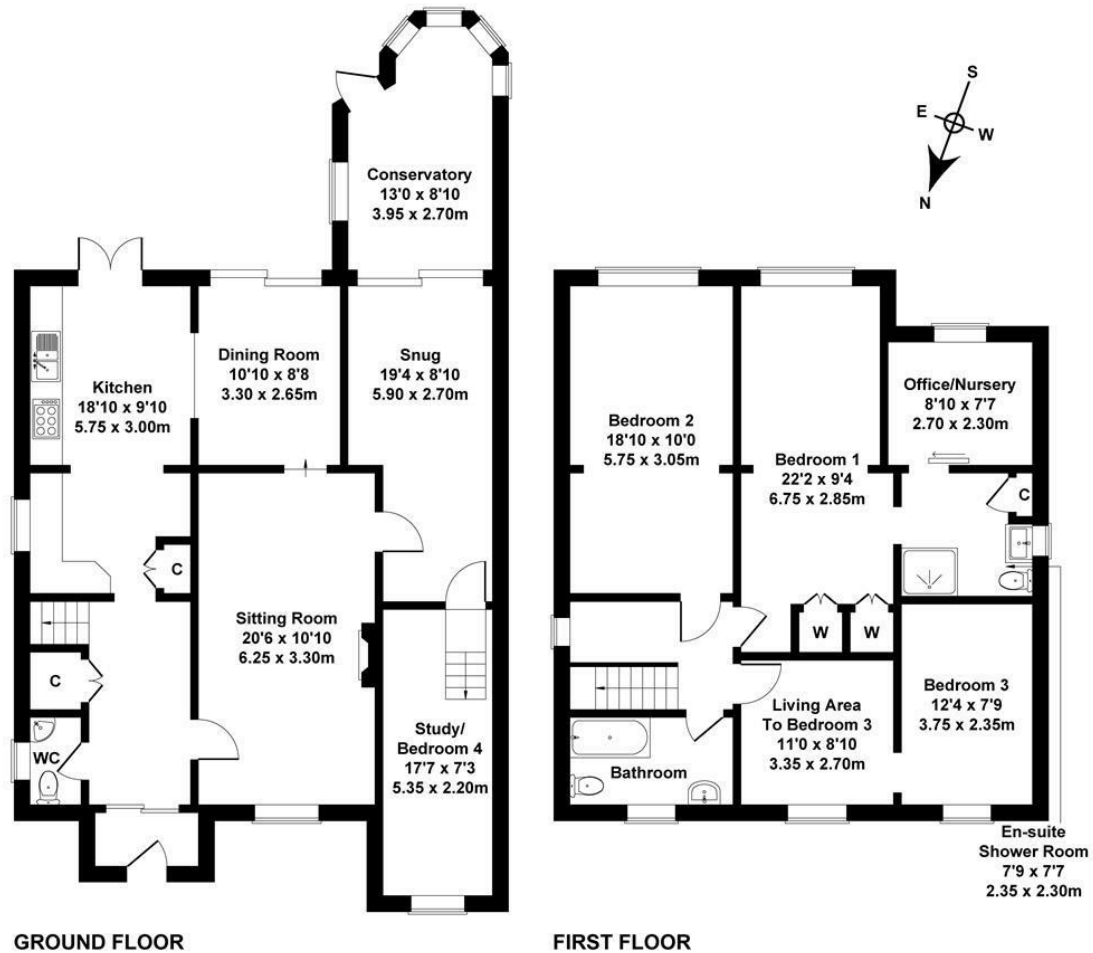 S
E
W
N
Conservatory
13'0 x 8'10
3.95 x 2.70m
Kitchen
18'10 x 9'10
5.75 x 3.00m
Dining Room
10'10 x 8'8
3.30 x 2.65m
Snug
19'4 x 8'10
5.90 x 2.70m
C
Sitting Room
20'6 x 10'10
6.25 x 3.30m
C
WC
Study/
Bedroom 4
17'7 x 7'3
5.35 x 2.20m
GROUND FLOOR
Bedroom 2
18'10 x 10'0
5.75 x 3.05m
Bedroom 1
22'2 x 9'4
6.75 x 2.85m
Office/Nursery
8'10 x 7'7
2.70 x 2.30m
C
W
W
Living Area
To Bedroom 3
11'0 x 8'10
3.35 x 2.70m
Bedroom 3
12'4 x 7'9
3.75 x 2.35m
Bathroom
En-suite
Shower Room
7'9 x 7'7
2.35 x 2.30m
FIRST FLOOR